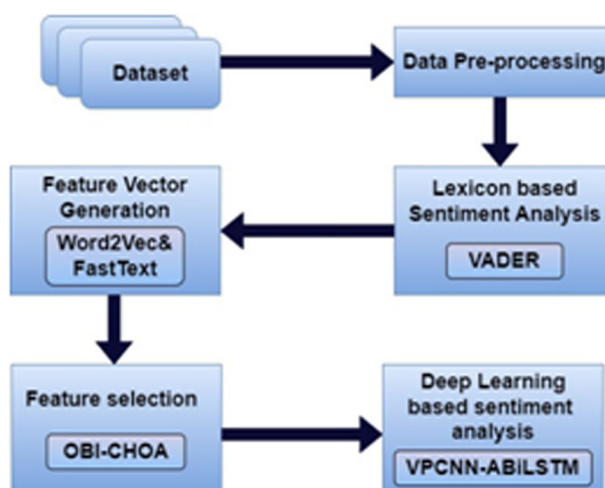 Dataset
Data Pre-processing
Lexicon based
Sentiment Analysis
VADER
Feature Vector
Generation
Word2Vec&
FastText
Feature selection
OBI-CHOA
Deep Learning
based sentiment
analysis
VPCNN-ABiLSTM